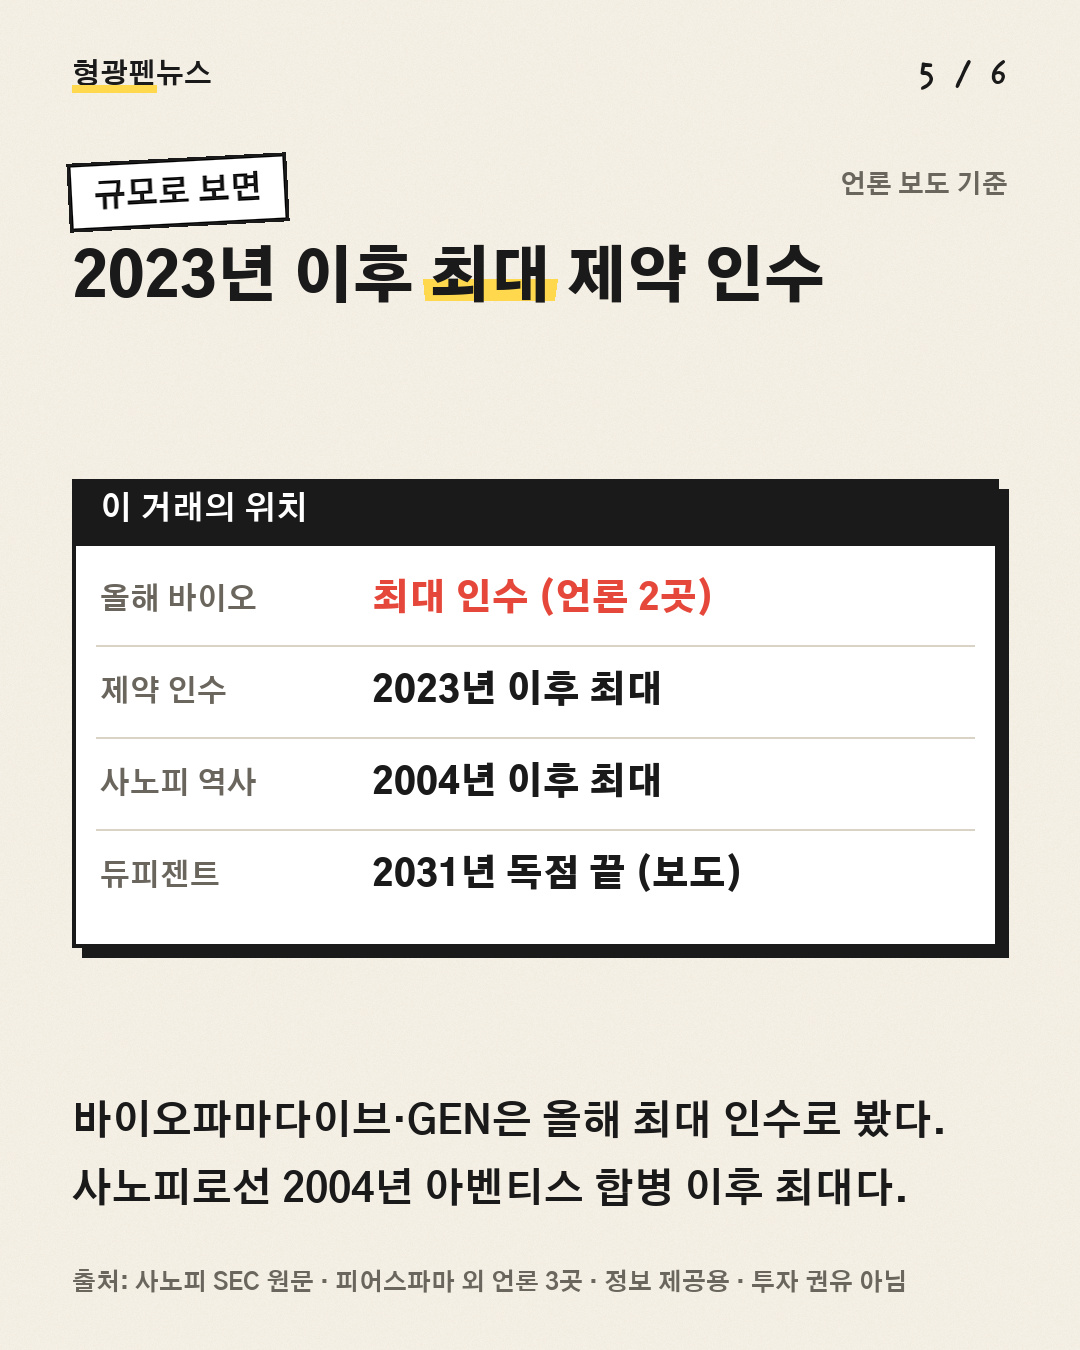 형광펜뉴스
5 / 6
규모로 보면
언론 보도 기준
2023년 이후 최대 제약 인수
이 거래의 위치
올해 바이오 최대 인수 (언론 2곳)
제약 인수 2023년 이후 최대
사노피 역사 2004년 이후 최대
듀피젠트 2031년 독점 끝 (보도)
바이오파마다이브·GEN은 올해 최대 인수로 봤다.
사노피로선 2004년 아벤티스 합병 이후 최대다.
출처: 사노피 SEC 원문 · 피어스파마 외 언론 3곳 · 정보 제공용 · 투자 권유 아님